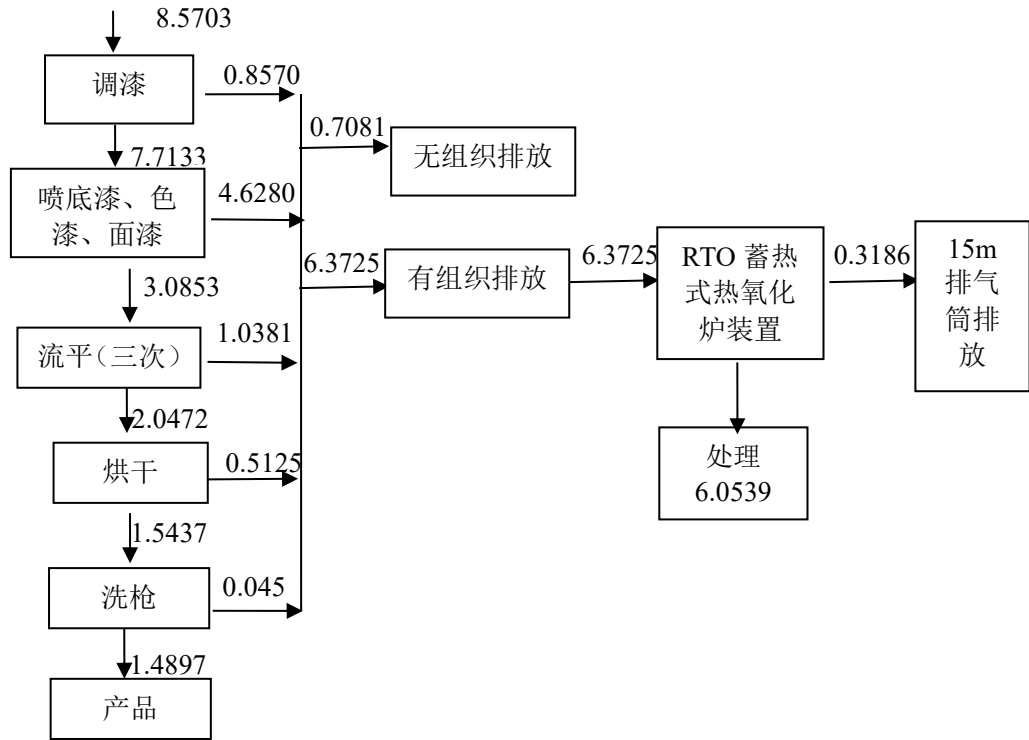 8.5703
调漆
0.8570
7.7133
喷底漆、色
漆、面漆
4.6280
3.0853
流平（三次）
1.0381
2.0472
烘干
0.5125
1.5437
洗枪
0.045
1.4897
产品
0.7081
无组织排放
6.3725
有组织排放
6.3725
RTO 蓄热
式热氧化
炉装置
0.3186
15m
排气
筒排
放
处理
6.0539